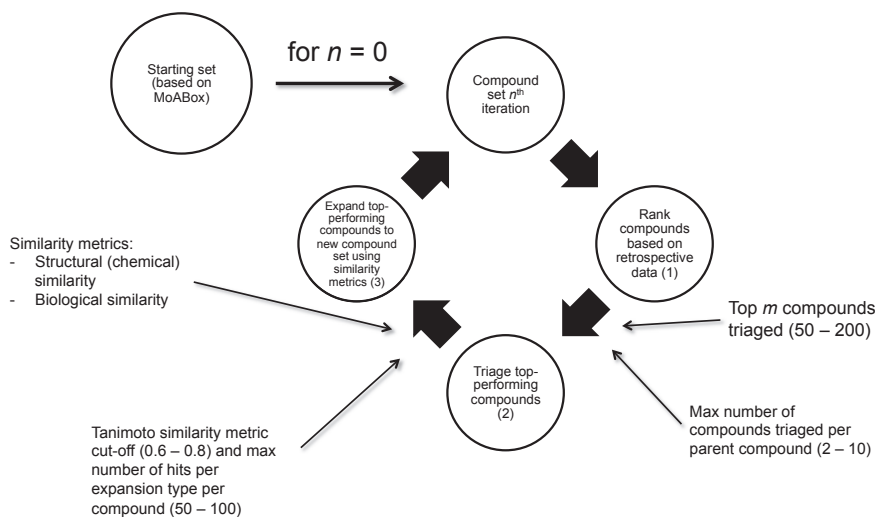 Starting set
(based on
MoABox)
for n = 0
Compound
set nth
iteration
Rank
compounds
based on
retrospective
data (1)
Top m compounds
triaged (50 – 200)
Max number of
compounds triaged per
parent compound (2 – 10)
Triage top-
performing
compounds
(2)
Expand top-
performing
compounds to
new compound
set using
similarity
metrics (3)
Similarity metrics:
- Structural (chemical)
similarity
- Biological similarity
Tanimoto similarity metric
cut-off (0.6 – 0.8) and max
number of hits per
expansion type per
compound (50 – 100)